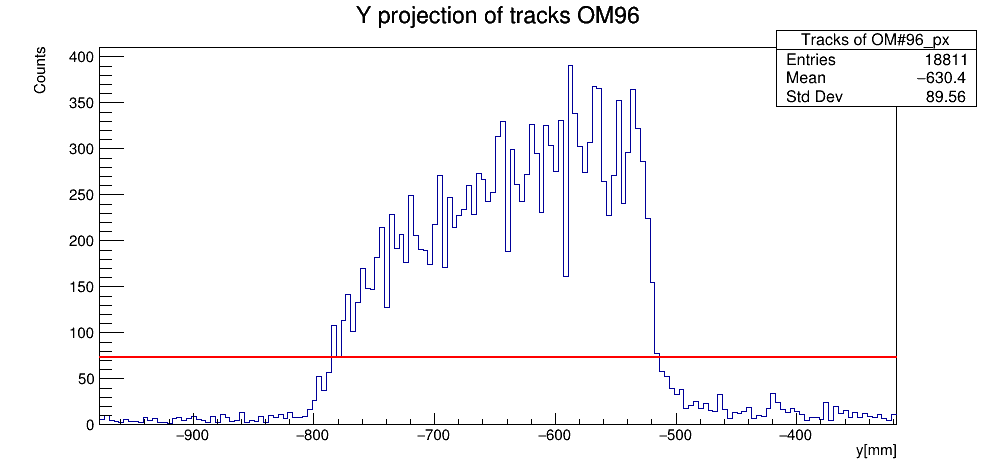 Y projection of tracks OM96
Tracks of OM#96_px
Entries 18811
Mean −630.4
Std Dev 89.56
Counts
400
350
300
250
200
150
100
50
0
−900 −800 −700 −600 −500 −400
y[mm]